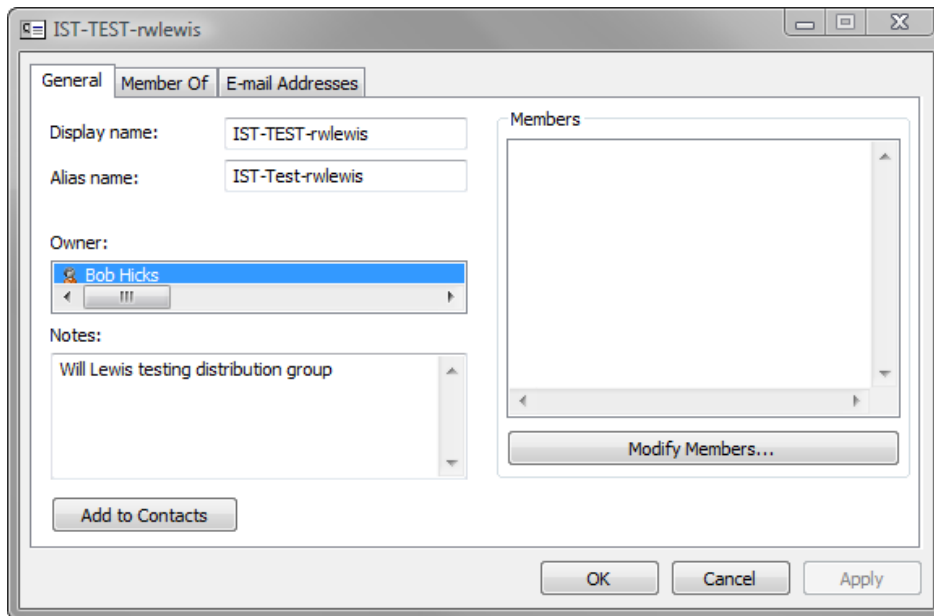 IST-TEST-rwlewis
General Member Of E-mail Addresses
Display name: IST-TEST-rwlewis
Alias name: IST-Test-rwlewis
Owner:
Bob Hicks
Notes:
Will Lewis testing distribution group
Add to Contacts
Members
Modify Members...
OK Cancel Apply